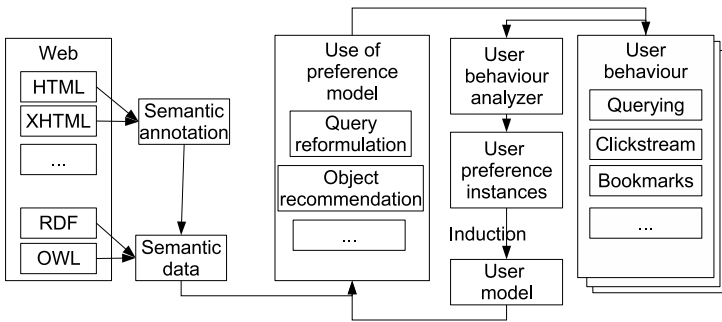 Web
HTML
XHTML
...
RDF
OWL
Semantic
annotation
Semantic
data
Use of
preference
model
Query
reformulation
Object
recommendation
...
User
behaviour
analyzer
User
preference
instances
Induction
User
model
User
behaviour
Querying
Clickstream
Bookmarks
...